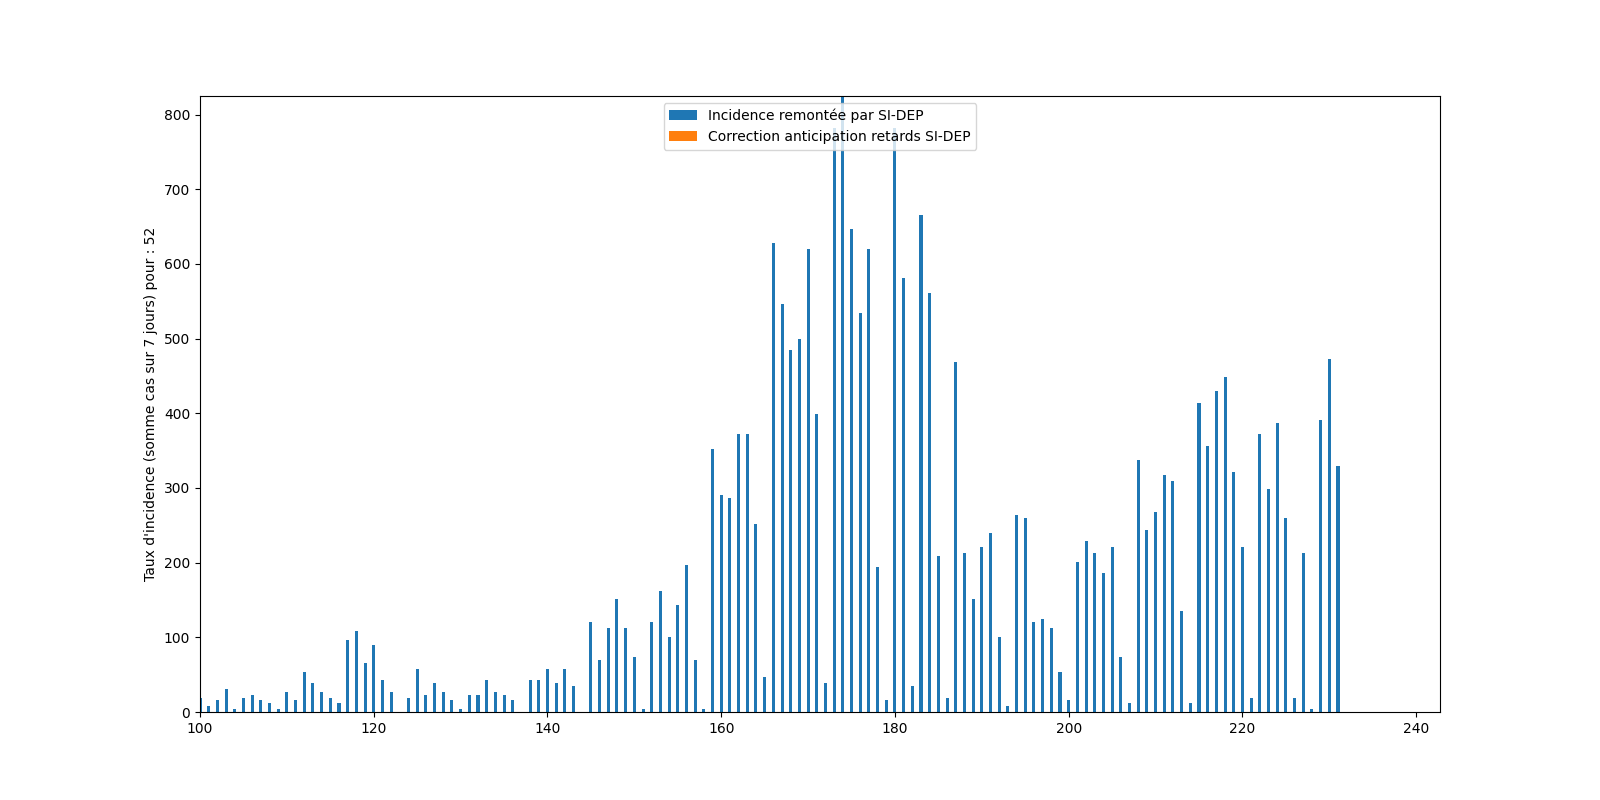 Incidence remontée par SI-DEP
Correction anticipation retards SI-DEP
Taux d'incidence (somme cas sur 7 jours) pour : 52
800
700
600
500
400
300
200
100
0
100 120 140 160 180 200 220 240